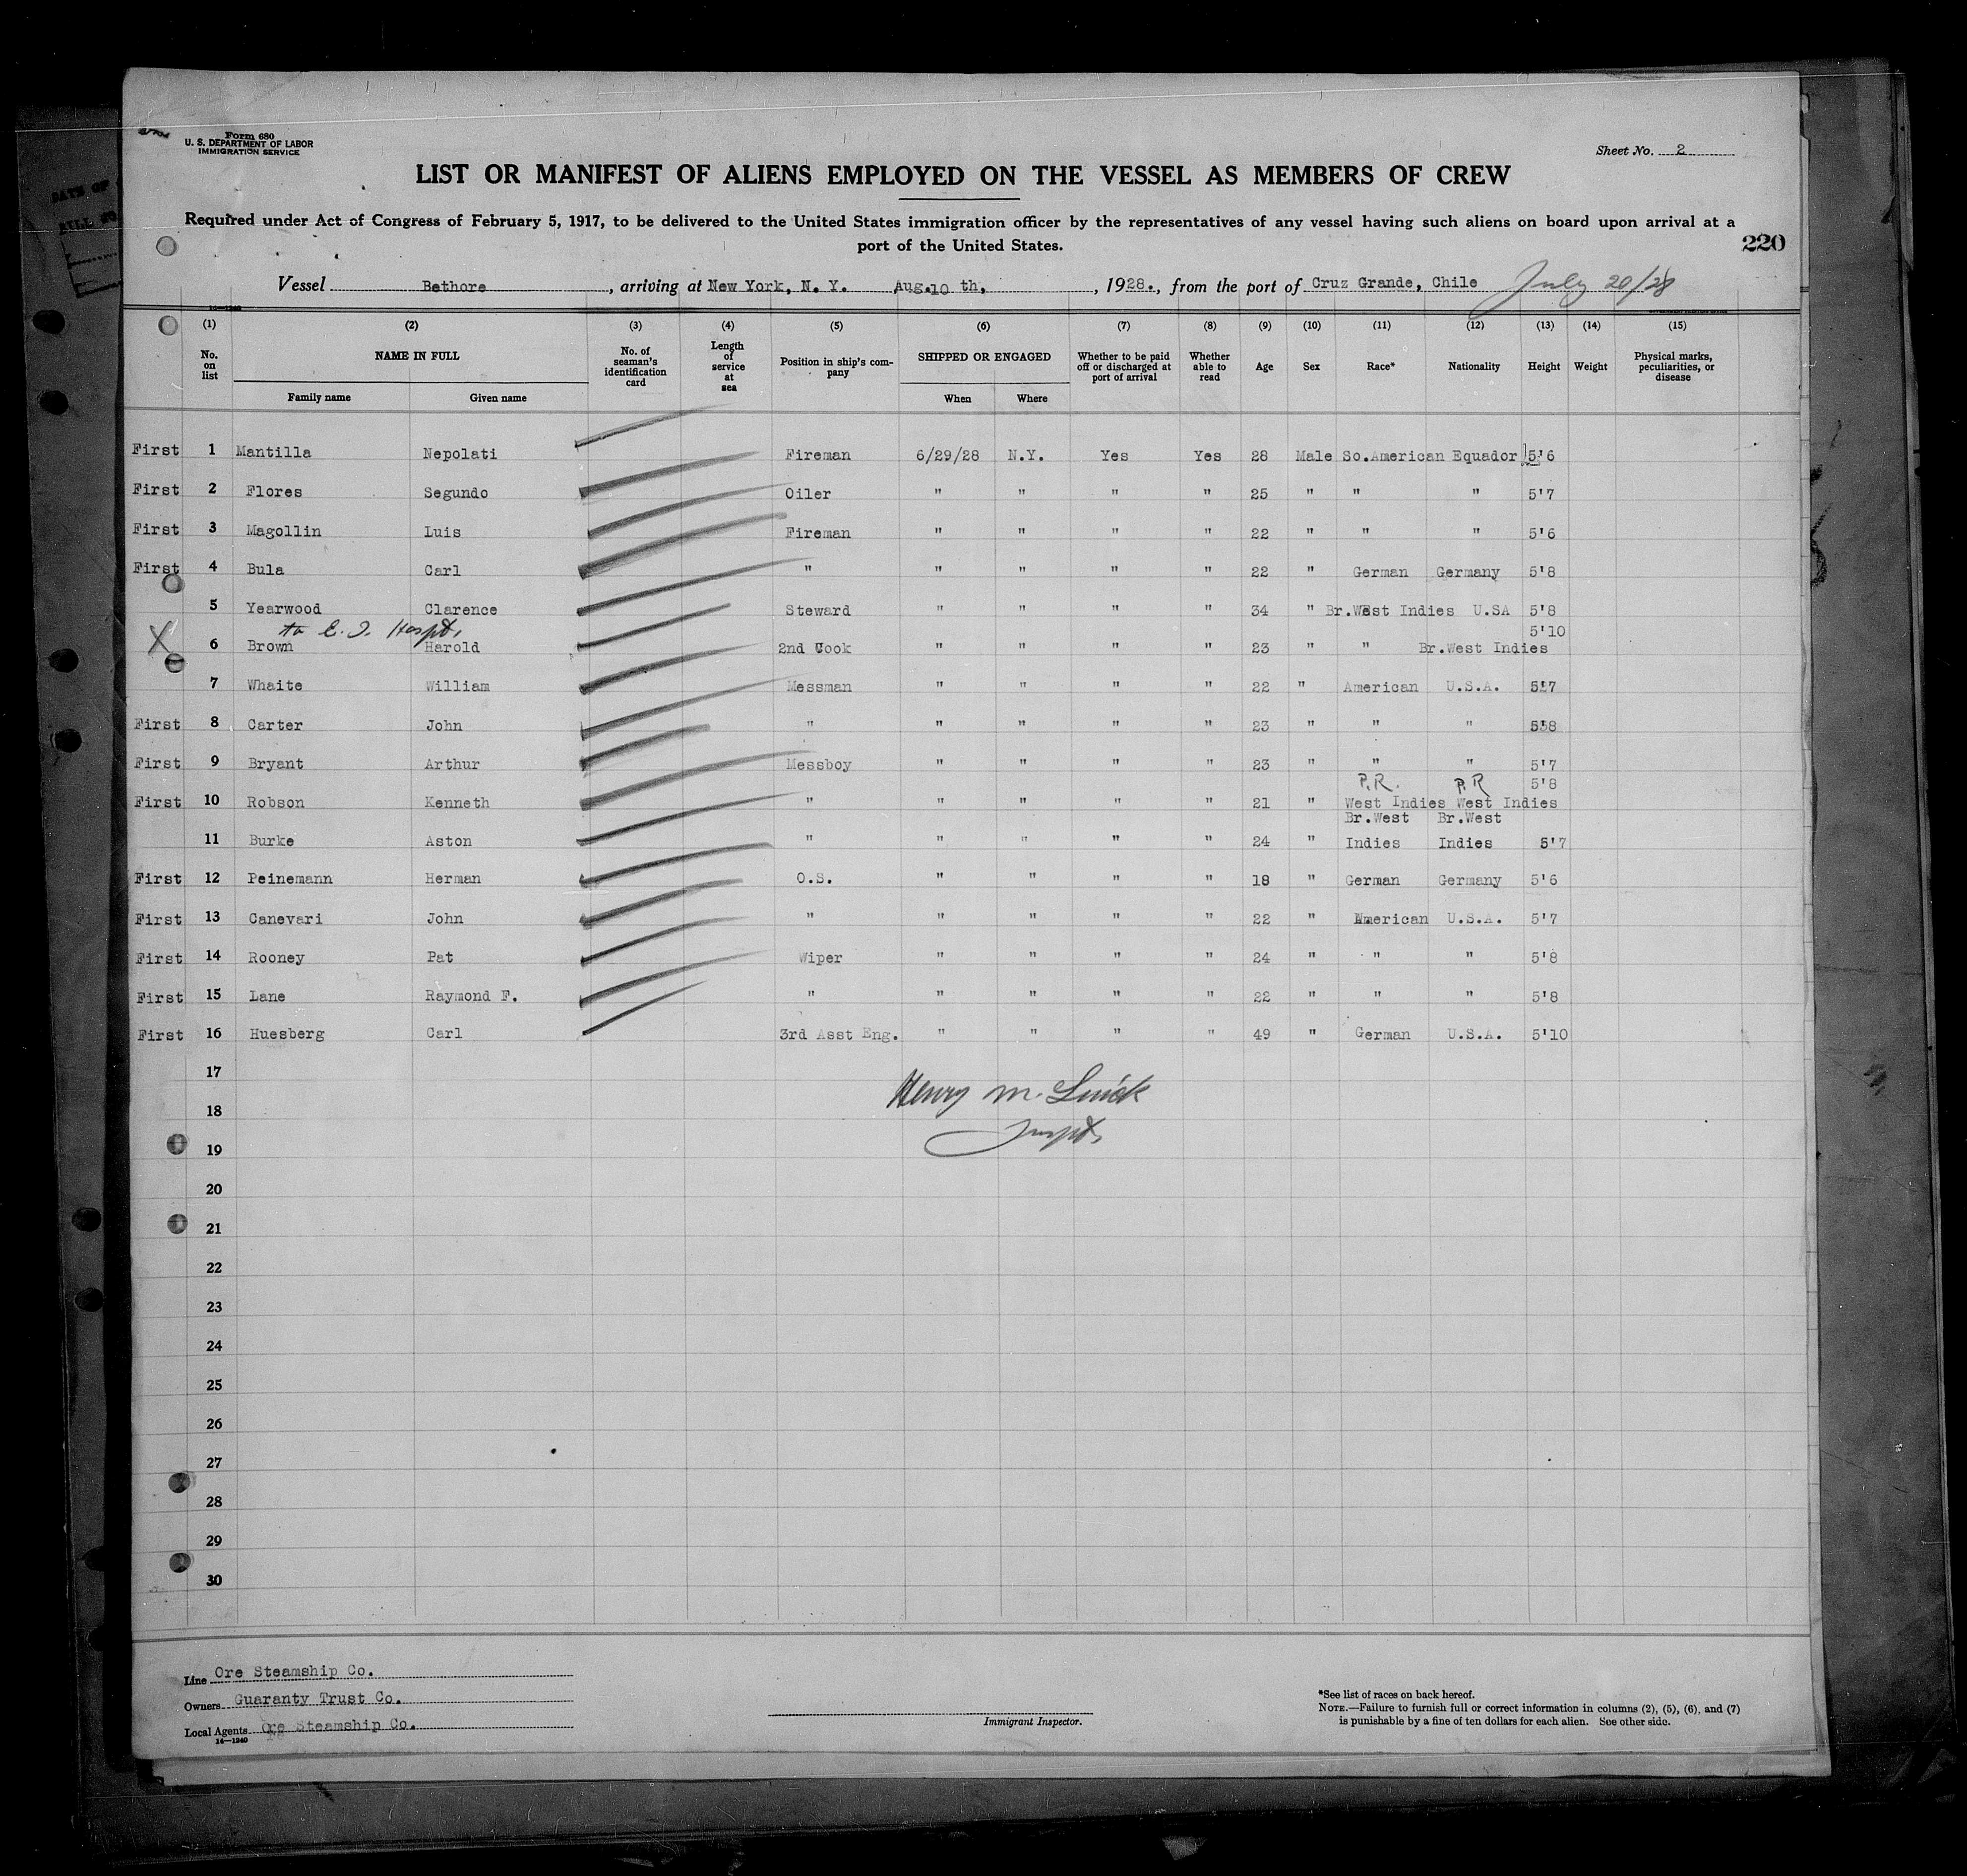 Form 680
U. S. DEPARTMENT OF LABOR
IMMIGRATION SERVICE
Sheet No. 2
LIST OR MANIFEST OF ALIENS EMPLOYED ON THE VESSEL AS MEMBERS OF CREW
Required under Act of Congress of February 5, 1917, to be delivered to the United States immigration officer by the representatives of any vessel having such aliens on board upon arrival at a
port of the United States.
220
Vessel Bethore, arriving at New York, N. Y. Aug.10 th, , 1928., from the port of Cruz Grande, Chile July 20/28
(1) (2) (3) (4) (5) (6) (7) (8) (9) (10) (11) (12) (13) (14) (15)
No. on list NAME IN FULL Family name Given name No. of seaman's identification card Length of service at sea Position in ship's company SHIPPED OR ENGAGED When Where Whether to be paid off or discharged at port of arrival Whether able to read Age Sex Race* Nationality Height Weight Physical marks, peculiarities, or disease
First 1 Mantilla Nepolati Fireman 6/29/28 N.Y. Yes Yes 28 Male So.American Equador 5'6
First 2 Flores Segundo Oiler " " " " 25 " " " 5'7
First 3 Magollin Luis Fireman " " " " 22 " " " 5'6
First 4 Bula Carl " " " " " 22 " German Germany 5'8
5 Yearwood Clarence Steward " " " " 34 " Br.West Indies U.SA 5'8
to E. I. Hospt. 5'10
X 6 Brown Harold 2nd Cook " " " " 23 " " Br.West Indies
7 Whaite William Messman " " " " 22 " American U.S.A. 5'7
First 8 Carter John " " " " " 23 " " " 5'8
First 9 Bryant Arthur Messboy " " " " 23 " " " 5'7
P.R. P.R 5'8
First 10 Robson Kenneth " " " " " 21 " West Indies West Indies
Br.West Br.West
11 Burke Aston " " " " " 24 " Indies Indies 5'7
First 12 Peinemann Herman O.S. " " " " 18 " German Germany 5'6
First 13 Canevari John " " " " " 22 " American U.S.A. 5'7
First 14 Rooney Pat Wiper " " " " 24 " " " 5'8
First 15 Lane Raymond F. " " " " " 22 " " " 5'8
First 16 Huesberg Carl 3rd Asst Eng. " " " " 49 " German U.S.A. 5'10
17
Henry M.
18
19
Inspt.
20
21
22
23
24
25
26
27
28
29
30
Line Ore Steamship Co.
Owners Guaranty Trust Co.
Local Agents Ore Steamship Co.
16—1240
Immigrant Inspector.
*See list of races on back hereof.
NOTE.—Failure to furnish full or correct information in columns (2), (5), (6), and (7)
is punishable by a fine of ten dollars for each alien. See other side.